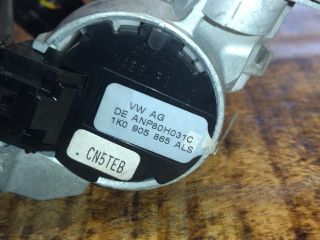 VW AG
DE ANP80H031C
1K0 905 865 ALS
CN5TEB